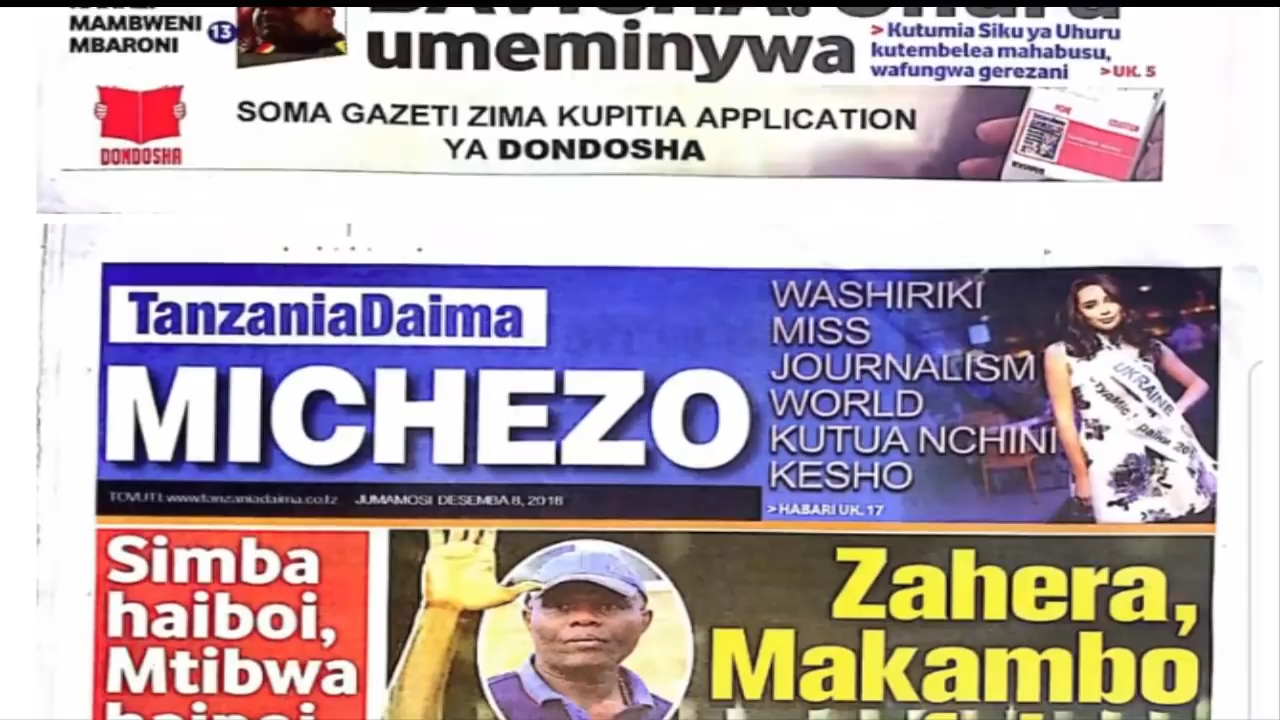 MAMBWENI
MBARONI
13
umeminywa
> Kutumia Siku ya Uhuru
kutembelea mahabusu,
wafungwa gerezani
>UK. 5
DONDOSHA
SOMA GAZETI ZIMA KUPITIA APPLICATION
YA DONDOSHA
TanzaniaDaima
MICHEZO
TOVUTI: www.tanzaniadaima.co.tz JUMAMOSI DESEMBA 8, 2018
WASHIRIKI
MISS
JOURNALISM
WORLD
KUTUA NCHINI
KESHO
> HABARI UK. 17
UKRAINE
Simba
haiboi,
Mtibwa
Zahera,
Makambo